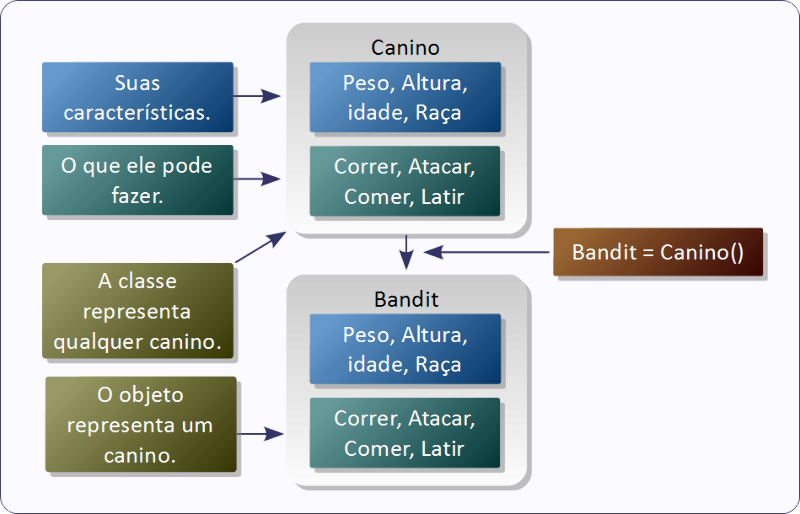 Canino
Suas
características.
Peso, Altura,
idade, Raça
O que ele pode
fazer.
Correr, Atacar,
Comer, Latir
Bandit = Canino()
A classe
representa
qualquer canino.
Bandit
Peso, Altura,
idade, Raça
O objeto
representa um
canino.
Correr, Atacar,
Comer, Latir